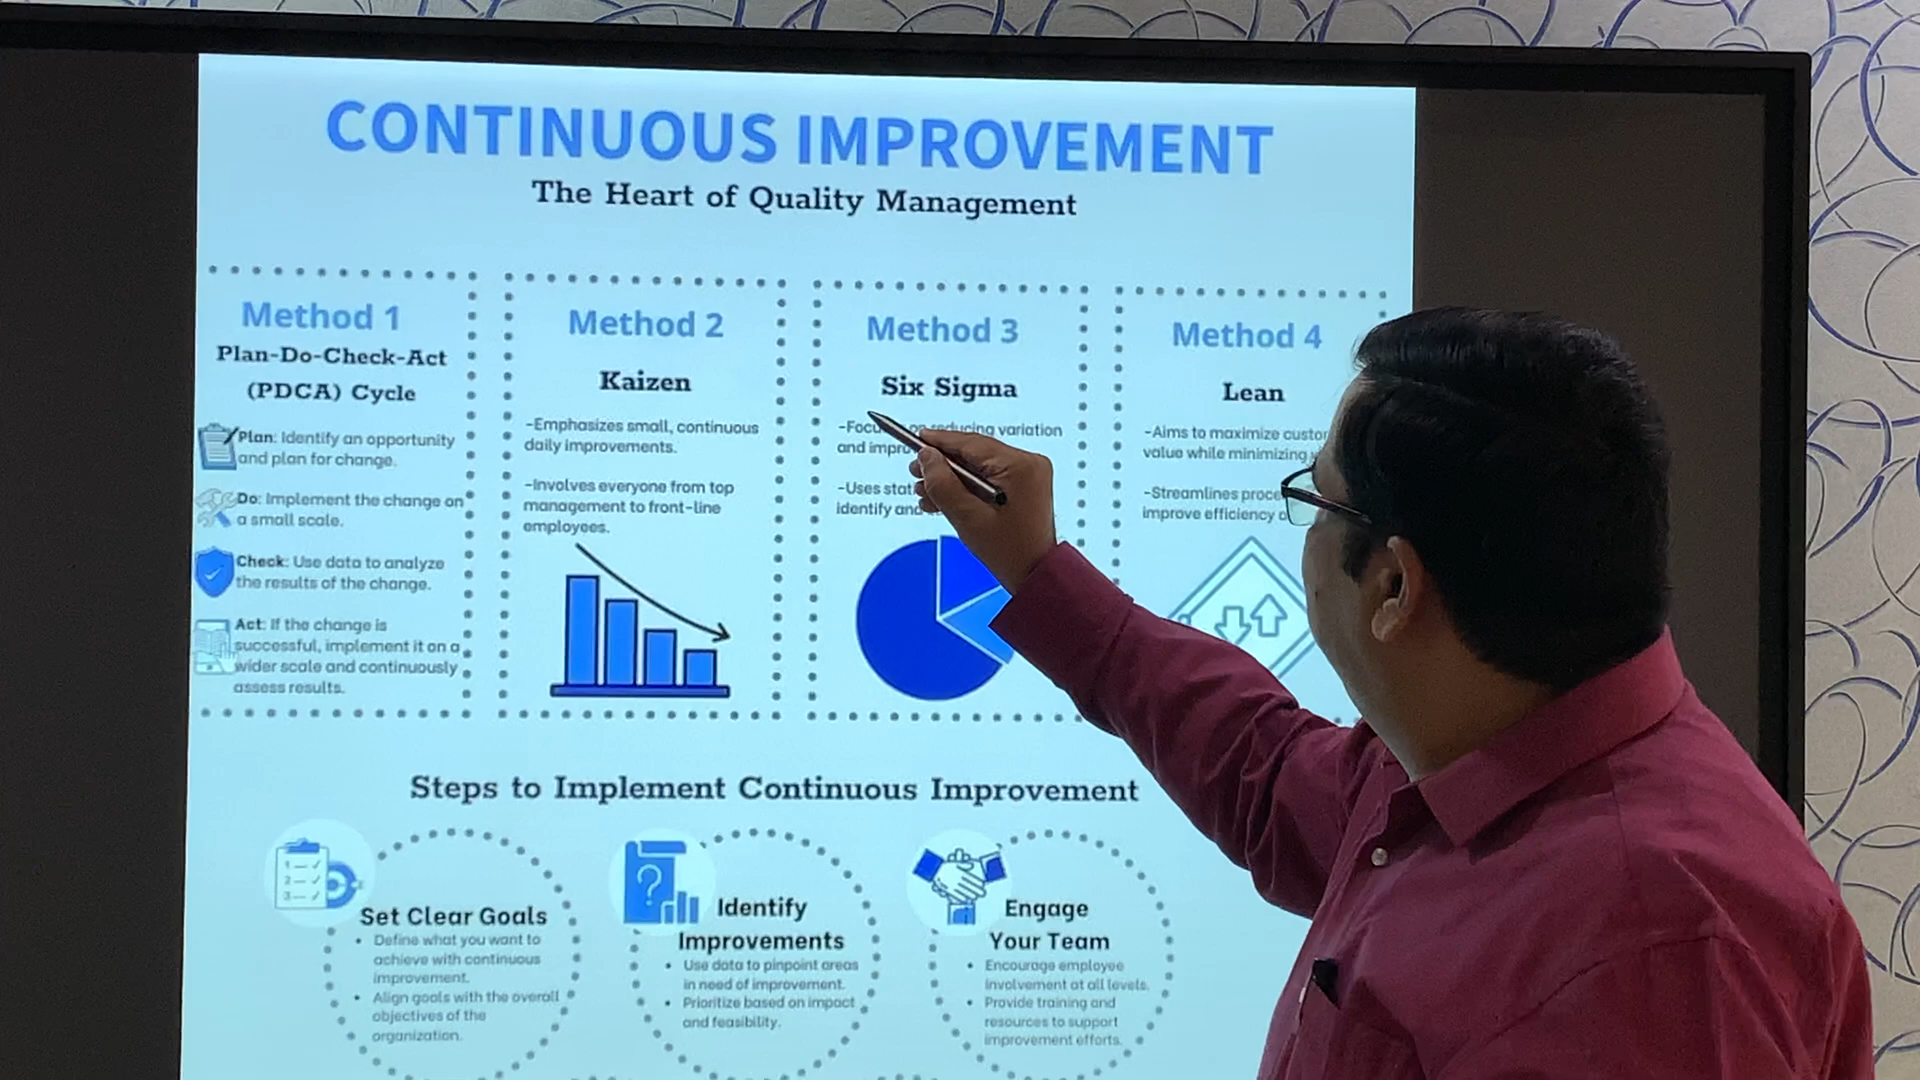 CONTINUOUS IMPROVEMENT
The Heart of Quality Management
Method 1
Plan-Do-Check-Act
(PDCA) Cycle
Plan: Identify an opportunity
and plan for change.
Do: Implement the change on
a small scale.
Check: Use data to analyze
the results of the change.
Act: If the change is
successful, implement it on a
wider scale and continuously
assess results.
Method 2
Kaizen
-Emphasizes small, continuous
daily improvements.
-Involves everyone from top
management to front-line
employees.
Method 3
Six Sigma
reducing variation
and
-Uses
identify and
Method 4
Lean
-Aims to maximize
value while minimizing
-Streamlines
improve efficiency
Steps to Implement Continuous Improvement
1
2
3
Set Clear Goals
• Define what you want to
achieve with continuous
improvement.
• Align goals with the overall
objectives of the
organization.
?
Identify
Improvements
• Use data to pinpoint areas
in need of improvement.
• Prioritize based on impact
and feasibility.
Engage
Your Team
• Encourage employee
involvement at all levels.
• Provide training and
resources to support
improvement efforts.